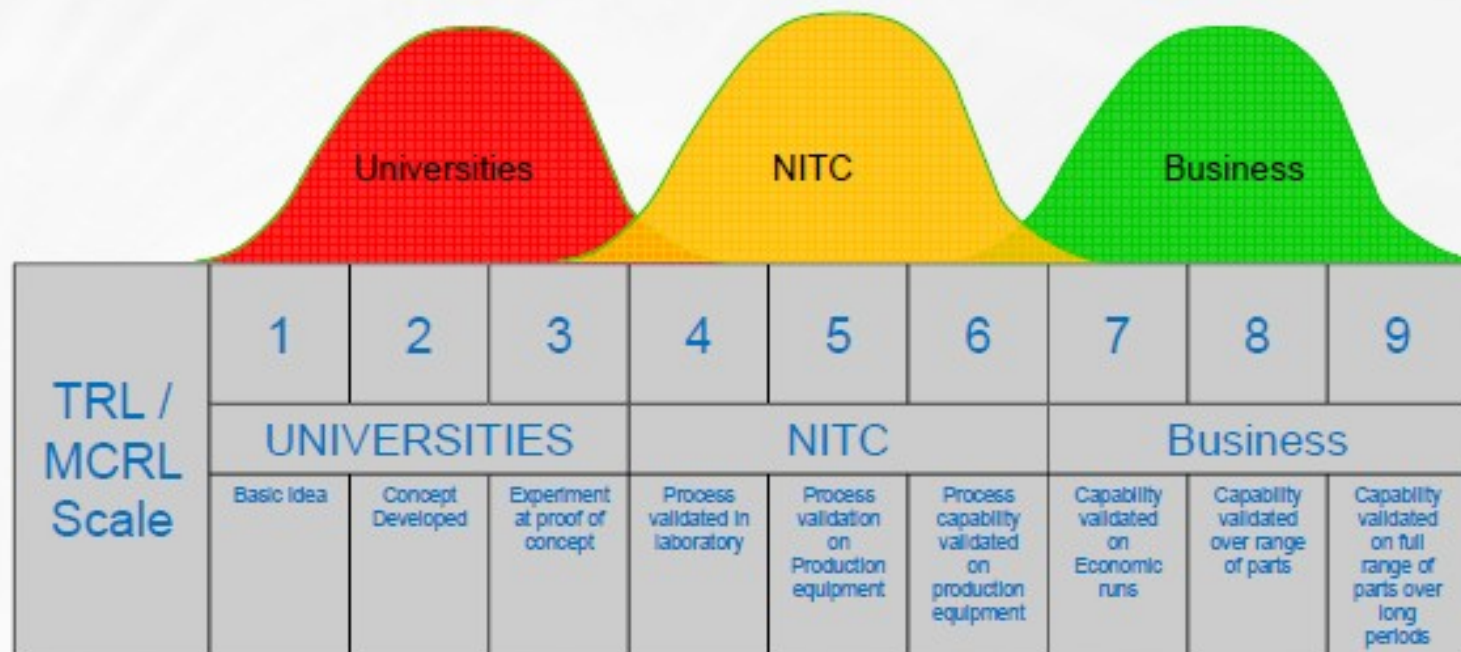 Universities
NITC
Business
TRL /
MCRL
Scale
1
2
3
4
5
6
7
8
9
UNIVERSITIES
NITC
Business
Basic Idea
Concept
Developed
Experiment
at proof of
concept
Process
validated in
laboratory
Process
validation
on
Production
equipment
Process
capability
validated
on
production
equipment
Capability
validated
on
Economic
runs
Capability
validated
over range
of parts
Capability
validated
on full
range of
parts over
long
periods